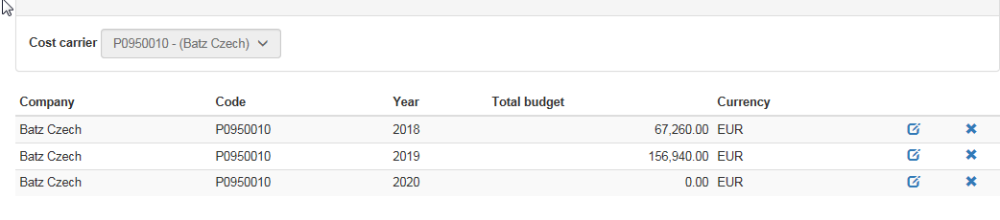 Cost carrier P0950010 - (Batz Czech)
Company Code Year Total budget Currency
Batz Czech P0950010 2018 67,260.00 EUR
Batz Czech P0950010 2019 156,940.00 EUR
Batz Czech P0950010 2020 0.00 EUR